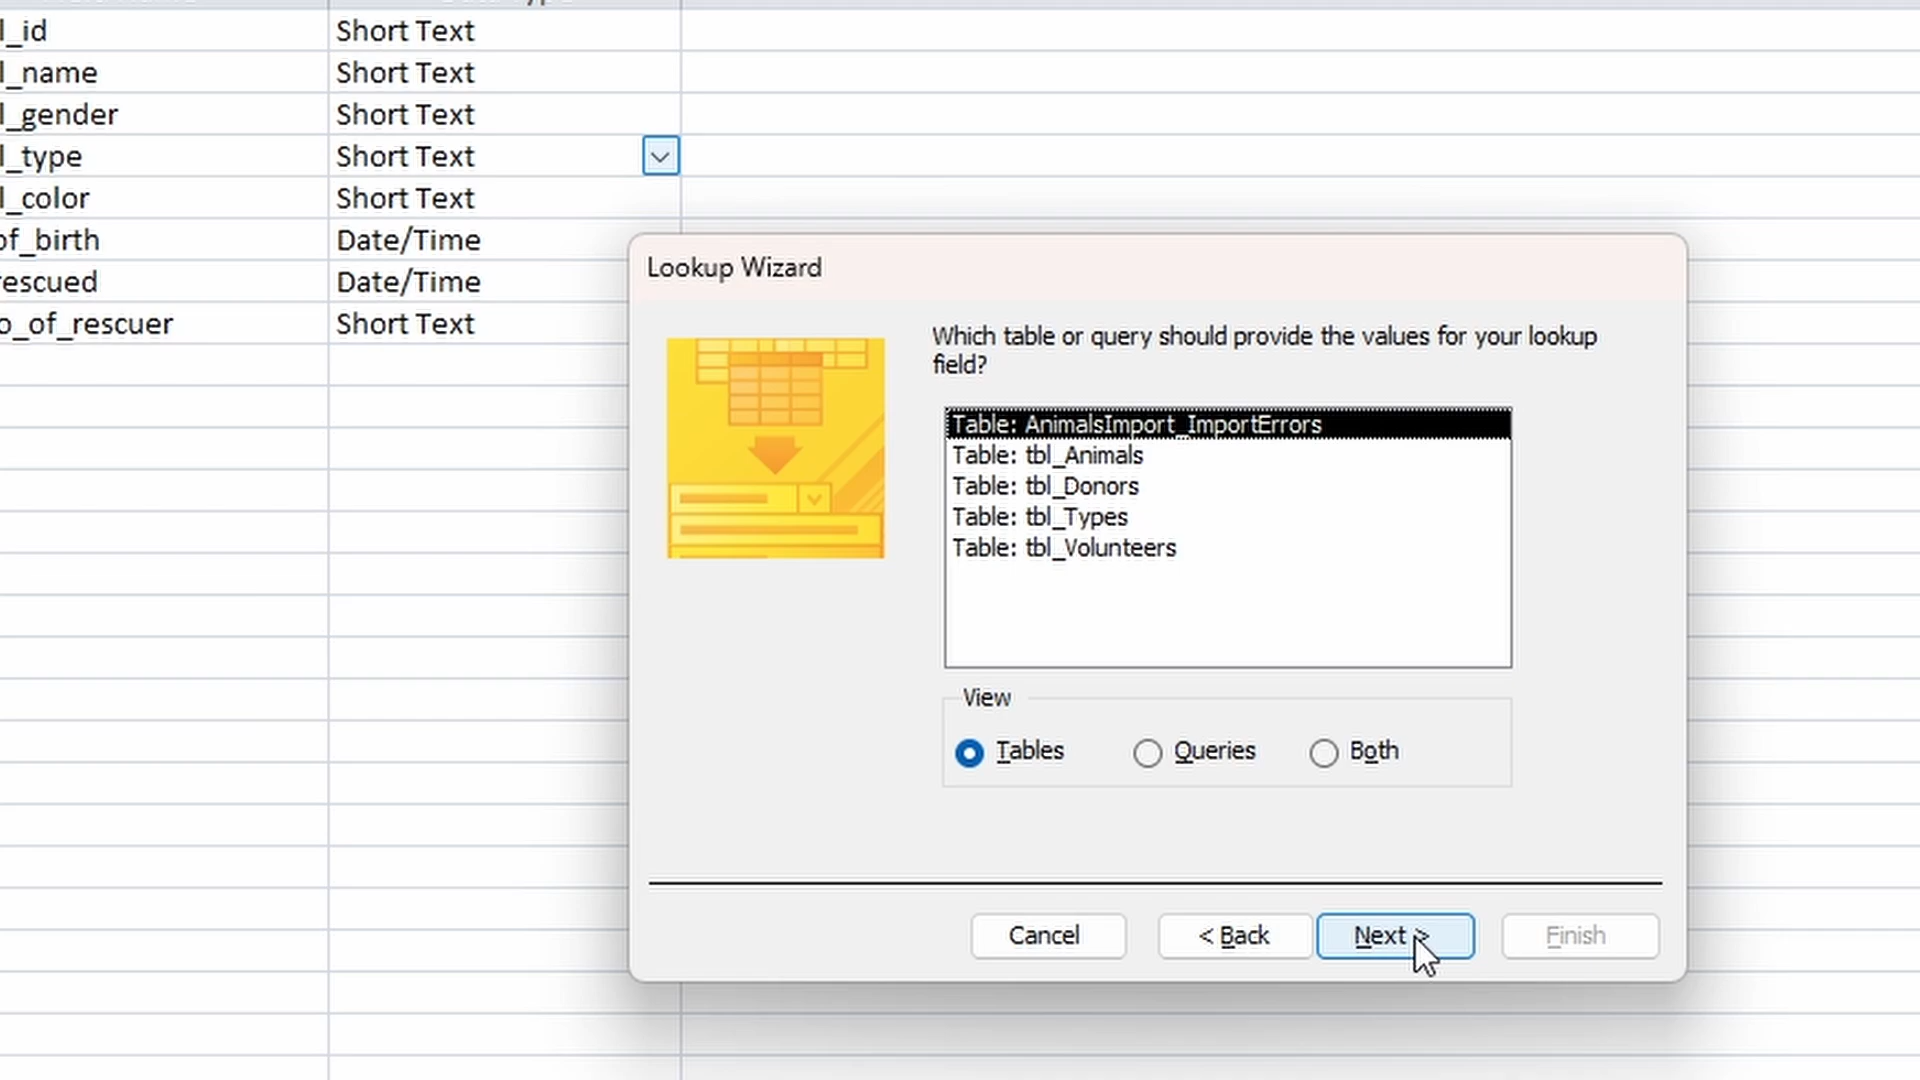 l_id Short Text
l_name Short Text
l_gender Short Text
l_type Short Text
l_color Short Text
of_birth Date/Time
rescued Date/Time
o_of_rescuer Short Text
Lookup Wizard
Which table or query should provide the values for your lookup
field?
Table: AnimalsImport_ImportErrors
Table: tbl_Animals
Table: tbl_Donors
Table: tbl_Types
Table: tbl_Volunteers
View
Tables Queries Both
Cancel < Back Next > Finish